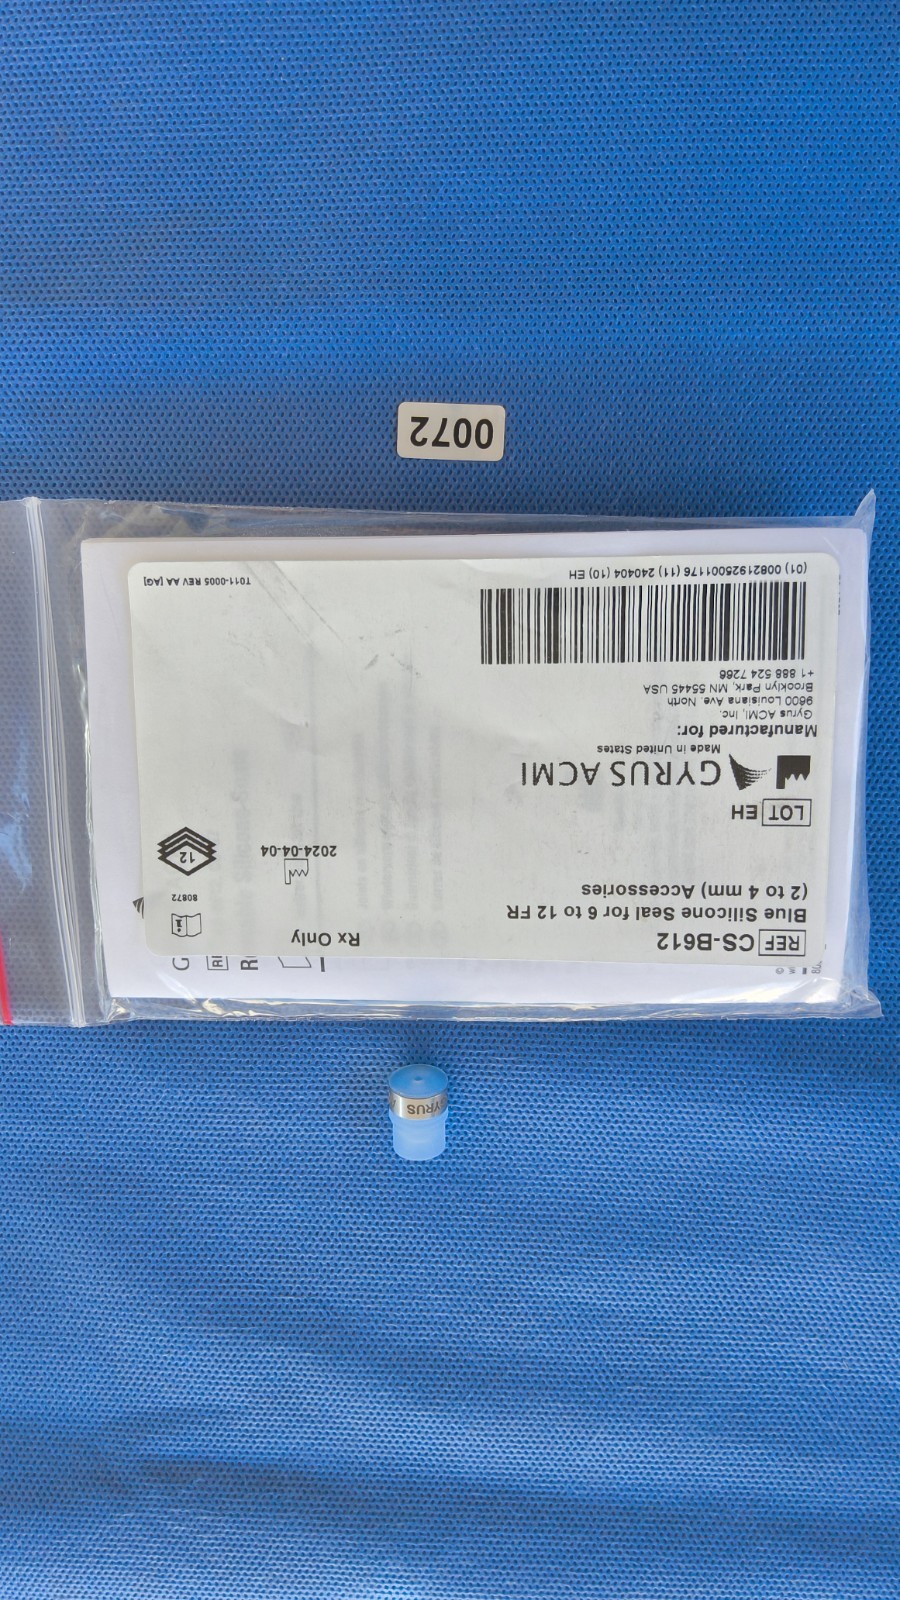 REF CS-B612
Blue Silicone Seal for 6 to 12 FR
(2 to 4 mm) Accessories
Rx Only
80872
2024-04-04
12
LOT EH
GYRUS ACMI
Made in United States
Manufactured for:
Gyrus ACMI, Inc.
9600 Louisiana Ave. North
Brooklyn Park, MN 55445 USA
+1 888 524 7266
(01) 00821925001176 (11) 240404 (10) EH
T011-0005 REV AA [AG]
0072
GYRUS